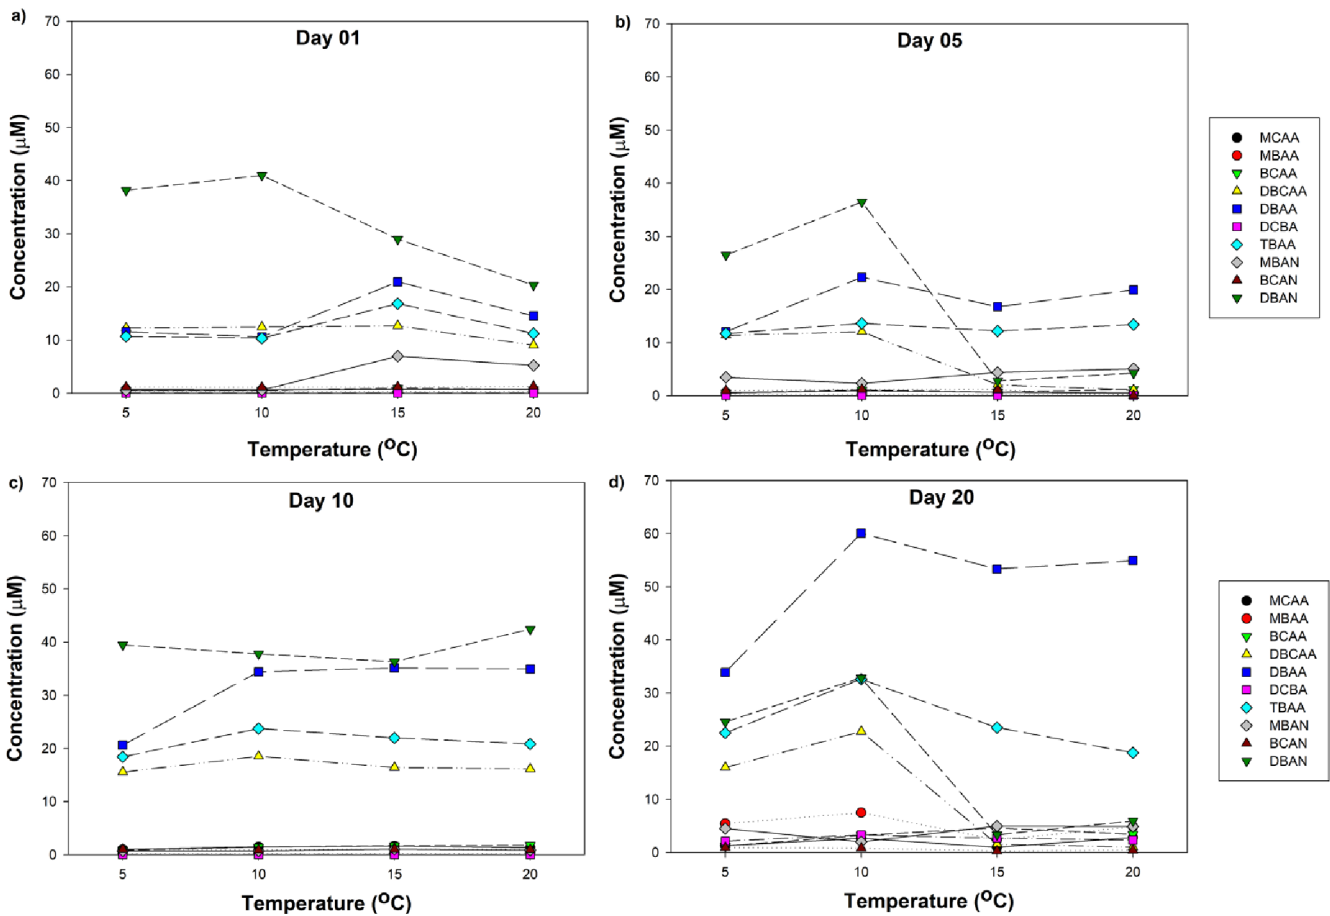 a)
Day 01
70
60
50
40
30
20
10
0
Concentration (μM)
5 10 15 20
Temperature (OC)
b)
Day 05
70
60
50
40
30
20
10
0
Concentration (μM)
5 10 15 20
Temperature (OC)
MCAA
MBAA
BCAA
DBCAA
DBAA
DCBA
TBAA
MBAN
BCAN
DBAN
c)
Day 10
70
60
50
40
30
20
10
0
Concentration (μM)
5 10 15 20
Temperature (OC)
d)
Day 20
70
60
50
40
30
20
10
0
Concentration (μM)
5 10 15 20
Temperature (OC)
MCAA
MBAA
BCAA
DBCAA
DBAA
DCBA
TBAA
MBAN
BCAN
DBAN